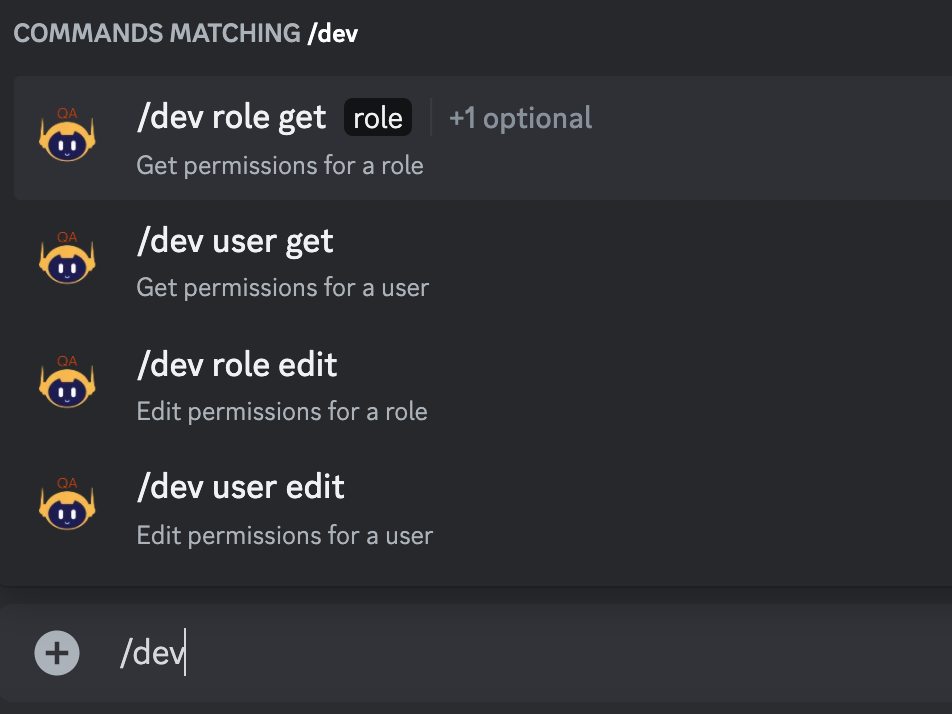 COMMANDS MATCHING /dev
QA
/dev role get role +1 optional
Get permissions for a role
QA
/dev user get
Get permissions for a user
QA
/dev role edit
Edit permissions for a role
QA
/dev user edit
Edit permissions for a user
/dev